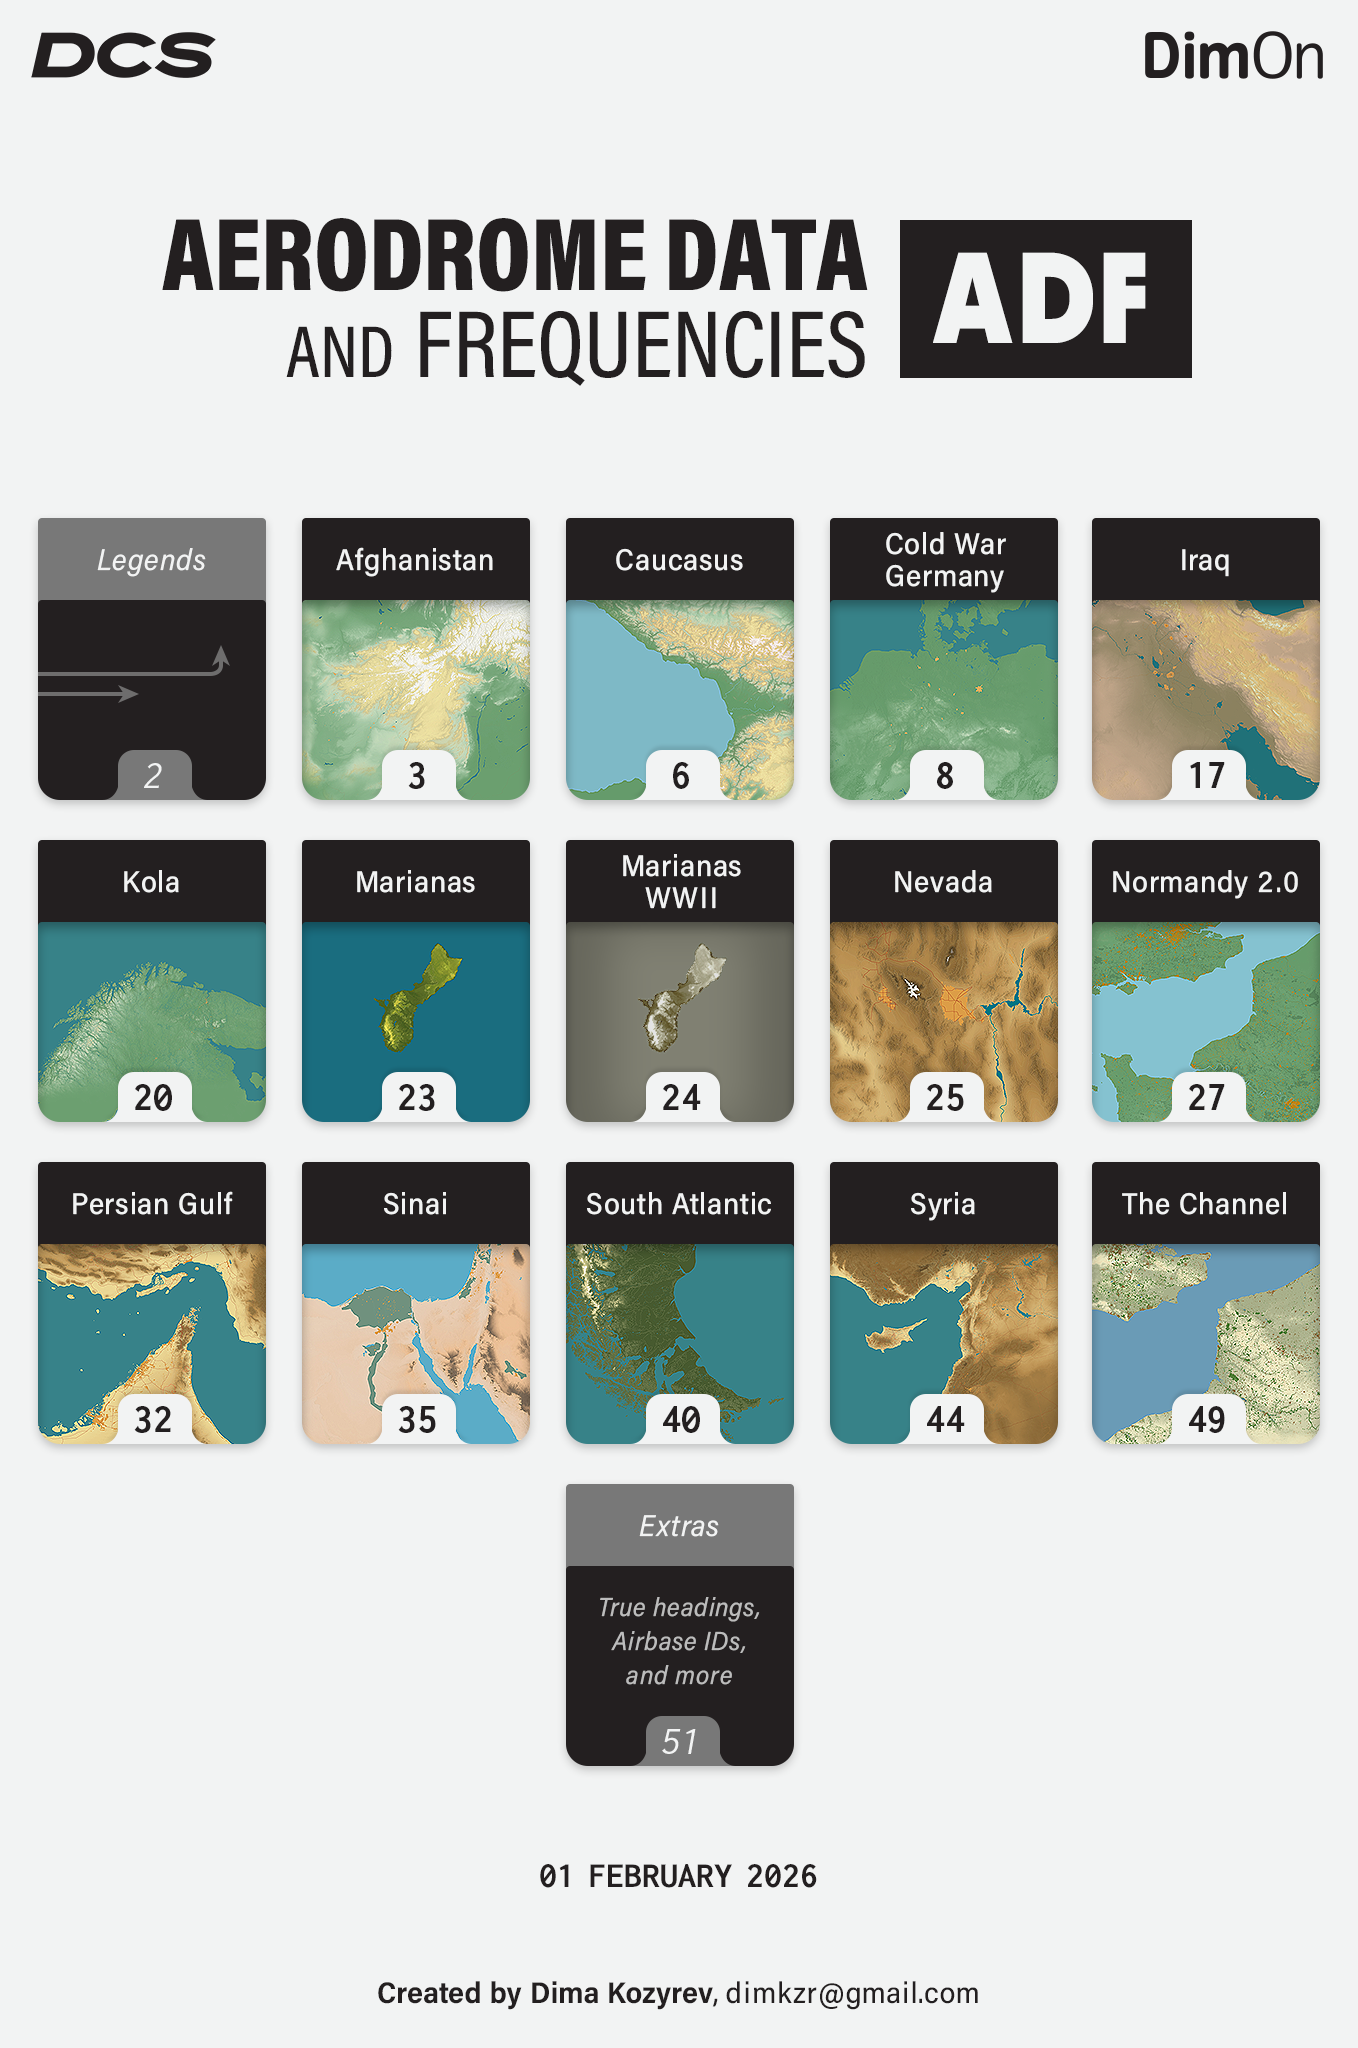 DCS
DimOn
AERODROME DATA
AND FREQUENCIES
ADF
Legends
2
Afghanistan
3
Caucasus
6
Cold War
Germany
8
Iraq
17
Kola
20
Marianas
23
Marianas
WWII
24
Nevada
25
Normandy 2.0
27
Persian Gulf
32
Sinai
35
South Atlantic
40
Syria
44
The Channel
49
Extras
True headings,
Airbase IDs,
and more
51
01 FEBRUARY 2026
Created by Dima Kozyrev, dimkzr@gmail.com